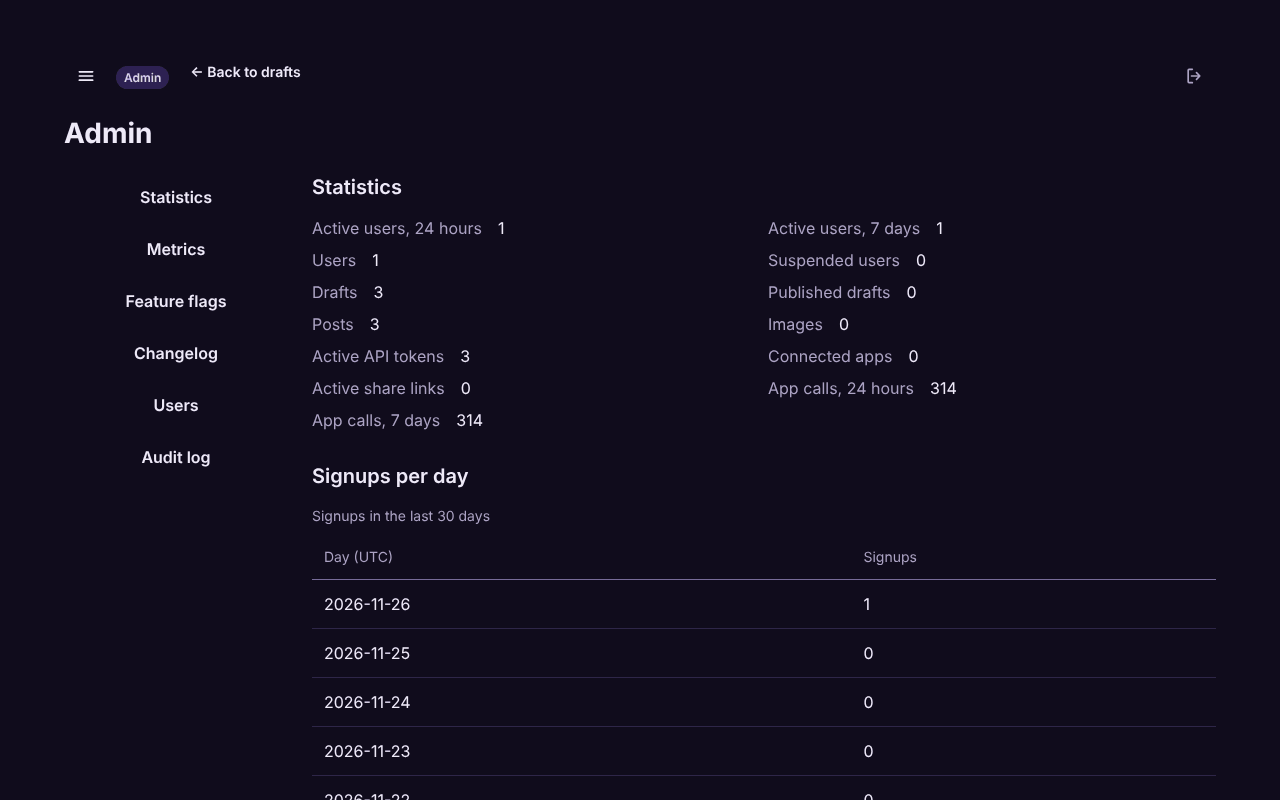 Admin
← Back to drafts
Admin
Statistics
Metrics
Feature flags
Changelog
Users
Audit log
Statistics
Active users, 24 hours 1
Active users, 7 days 1
Users 1
Suspended users 0
Drafts 3
Published drafts 0
Posts 3
Images 0
Active API tokens 3
Connected apps 0
Active share links 0
App calls, 24 hours 314
App calls, 7 days 314
Signups per day
Signups in the last 30 days
Day (UTC) Signups
2026-11-26 1
2026-11-25 0
2026-11-24 0
2026-11-23 0
2026-11-22 0